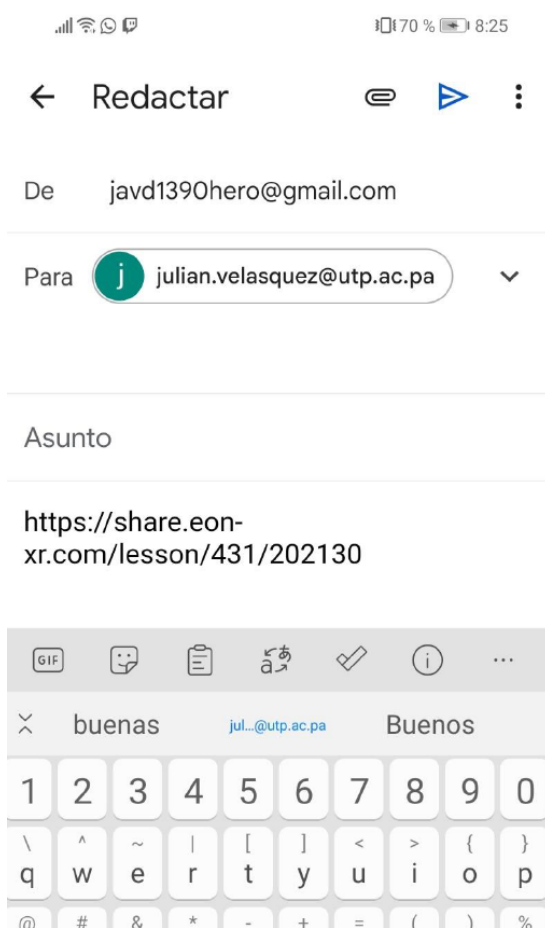 70 % 8:25
Redactar
De javd1390hero@gmail.com
Para j julian.velasquez@utp.ac.pa
Asunto
https://share.eon-
xr.com/lesson/431/202130
GIF
buenas jul...@utp.ac.pa Buenos
1 2 3 4 5 6 7 8 9 0
\ ^ ~ | [ ] < > { }
q w e r t y u i o p
@ # & * - + = ( ) %